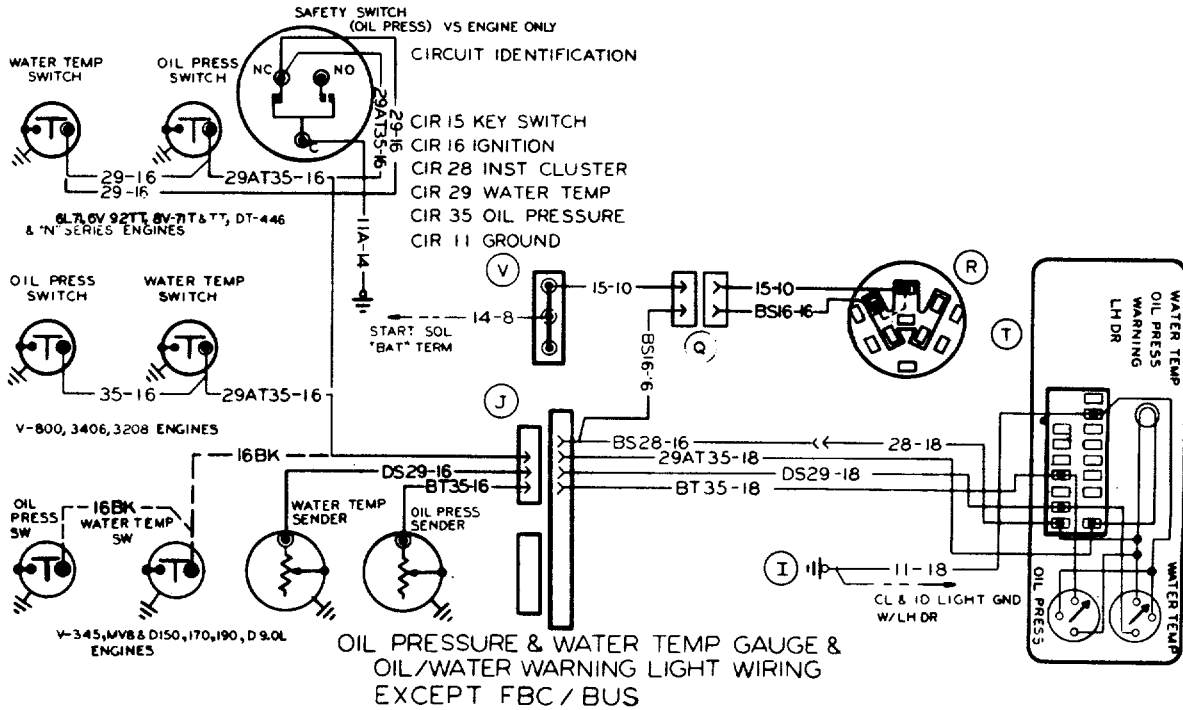 SAFETY SWITCH
(OIL PRESS) VS ENGINE ONLY
CIRCUIT IDENTIFICATION
WATER TEMP
SWITCH
OIL PRESS
SWITCH
NC
NO
C
29-16
29AT35-16
29-16
29AT35-16
29-16
11A-14
CIR 15 KEY SWITCH
CIR 16 IGNITION
CIR 28 INST CLUSTER
CIR 29 WATER TEMP
CIR 35 OIL PRESSURE
CIR 11 GROUND
6L71, 6V 92TT, 8V-71T & TT, DT-446
& "N" SERIES ENGINES
OIL PRESS
SWITCH
WATER TEMP
SWITCH
35-16
29AT35-16
V-800, 3406, 3208 ENGINES
V
15-10
14-8
START SOL
"BAT" TERM
Q
BS16-16
15-10
BS16-16
R
T
WATER TEMP
OIL PRESS
WARNING
LH DR
J
16BK
DS29-16
BT35-16
BS28-16
28-18
29AT35-18
DS29-18
BT35-18
OIL
PRESS
SW
16BK
WATER TEMP
SW
WATER TEMP
SENDER
OIL PRESS
SENDER
I
11-18
CL & ID LIGHT GND
W/LH DR
OIL PRESS
WATER TEMP
V-345, MV8 & D150, 170, 190, D 9.0L
ENGINES
OIL PRESSURE & WATER TEMP GAUGE &
OIL/WATER WARNING LIGHT WIRING
EXCEPT FBC / BUS